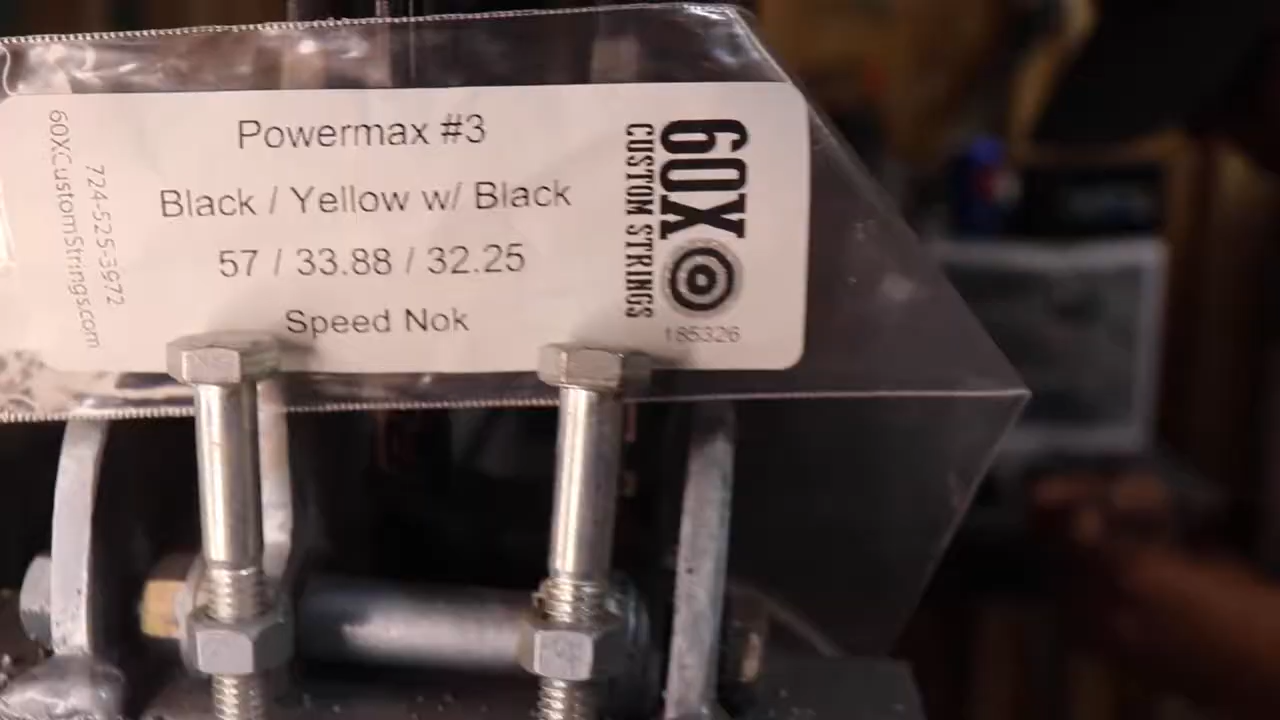 Powermax #3
Black / Yellow w/ Black
57 / 33.88 / 32.25
Speed Nok
60XCustomStrings.com
724-525-3972
60X
CUSTOM STRINGS
185326